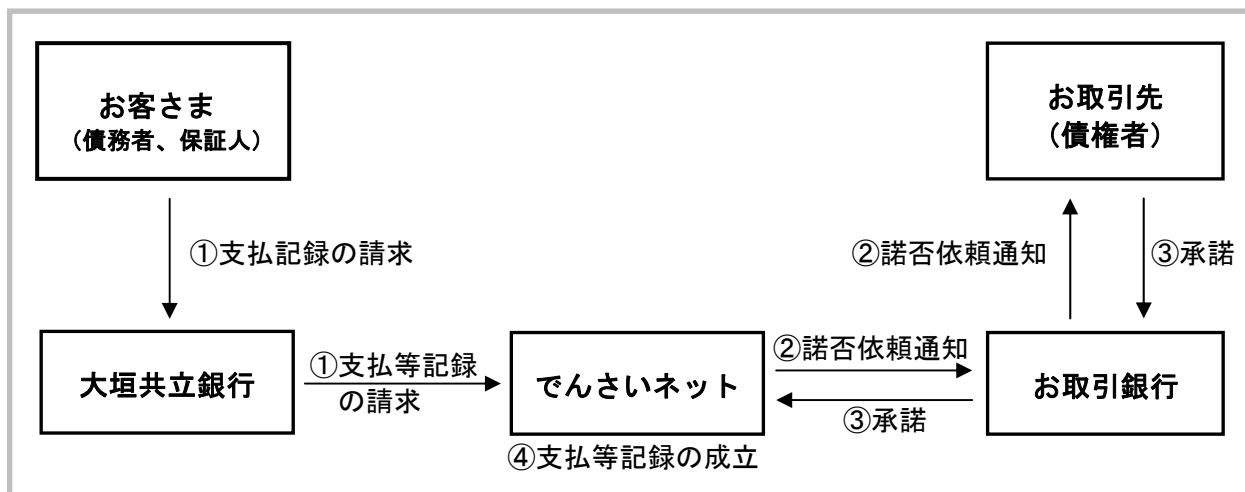 お客さま
（債務者、保証人）
お取引先
（債権者）
①支払記録の請求
②諾否依頼通知
③承諾
大垣共立銀行
①支払等記録
の請求
でんさいネット
②諾否依頼通知
③承諾
お取引銀行
④支払等記録の成立